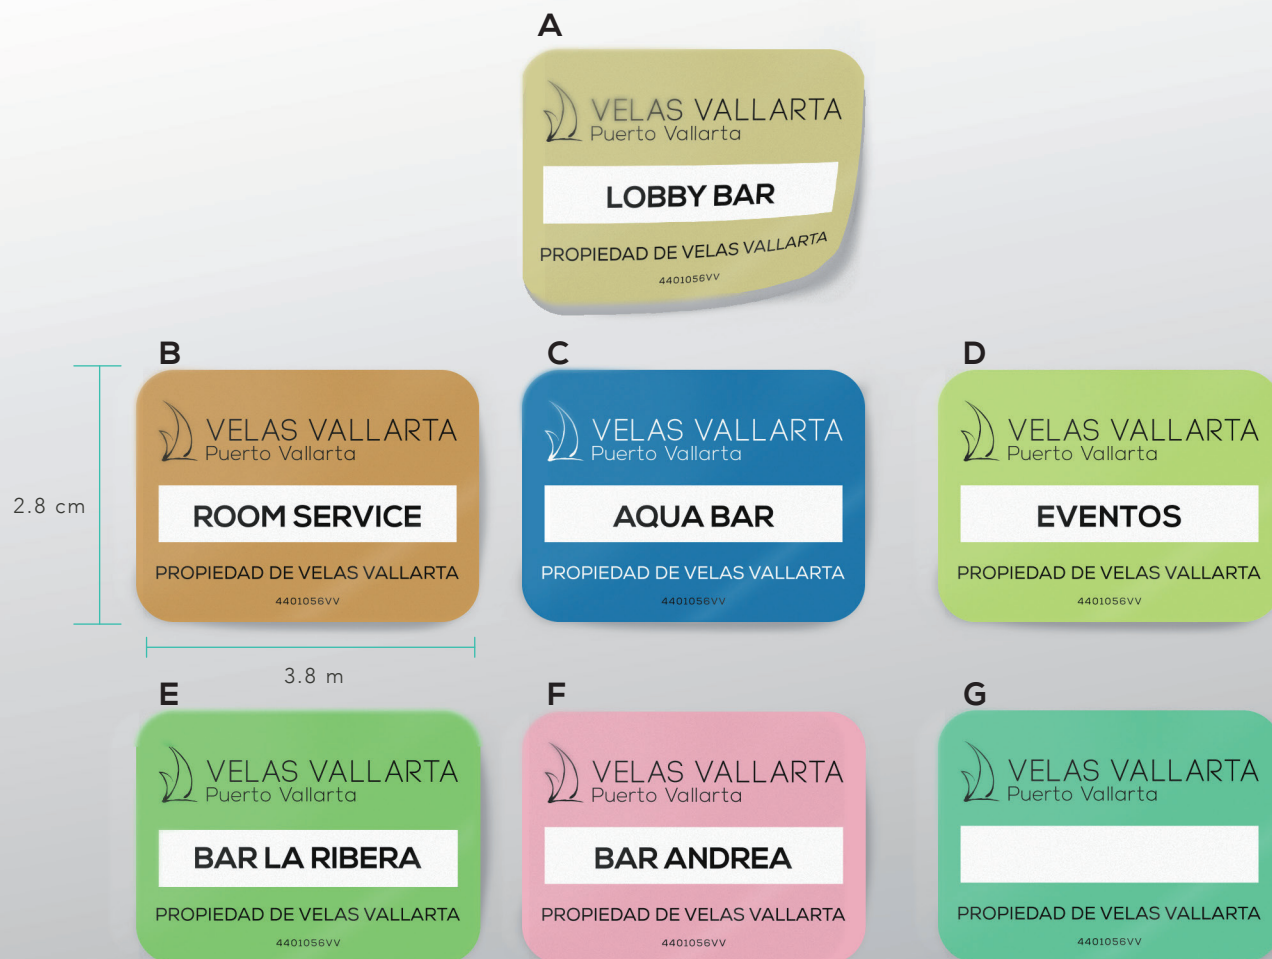 A
VELAS VALLARTA
Puerto Vallarta
LOBBY BAR
PROPIEDAD DE VELAS VALLARTA
4401056VV
B
VELAS VALLARTA
Puerto Vallarta
ROOM SERVICE
PROPIEDAD DE VELAS VALLARTA
4401056VV
C
VELAS VALLARTA
Puerto Vallarta
AQUA BAR
PROPIEDAD DE VELAS VALLARTA
4401056VV
D
VELAS VALLARTA
Puerto Vallarta
EVENTOS
PROPIEDAD DE VELAS VALLARTA
4401056VV
2.8 cm
3.8 m
E
VELAS VALLARTA
Puerto Vallarta
BAR LA RIBERA
PROPIEDAD DE VELAS VALLARTA
4401056VV
F
VELAS VALLARTA
Puerto Vallarta
BAR ANDREA
PROPIEDAD DE VELAS VALLARTA
4401056VV
G
VELAS VALLARTA
Puerto Vallarta
PROPIEDAD DE VELAS VALLARTA
4401056VV